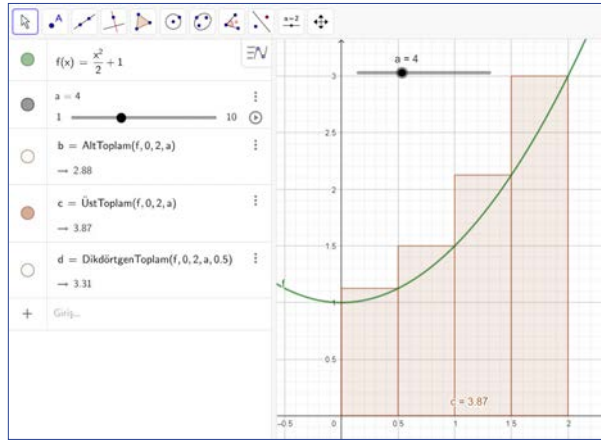 A
a=2
f(x) = x²/2 + 1
a = 4
1 10
b = AltToplam(f, 0, 2, a)
→ 2.88
c = ÜstToplam(f, 0, 2, a)
→ 3.87
d = DikdörtgenToplam(f, 0, 2, a, 0.5)
→ 3.31
+ Giriş...
a = 4
3
2.5
2
1.5
1
0.5
f
c = 3.87
-0.5 0 0.5 1 1.5 2